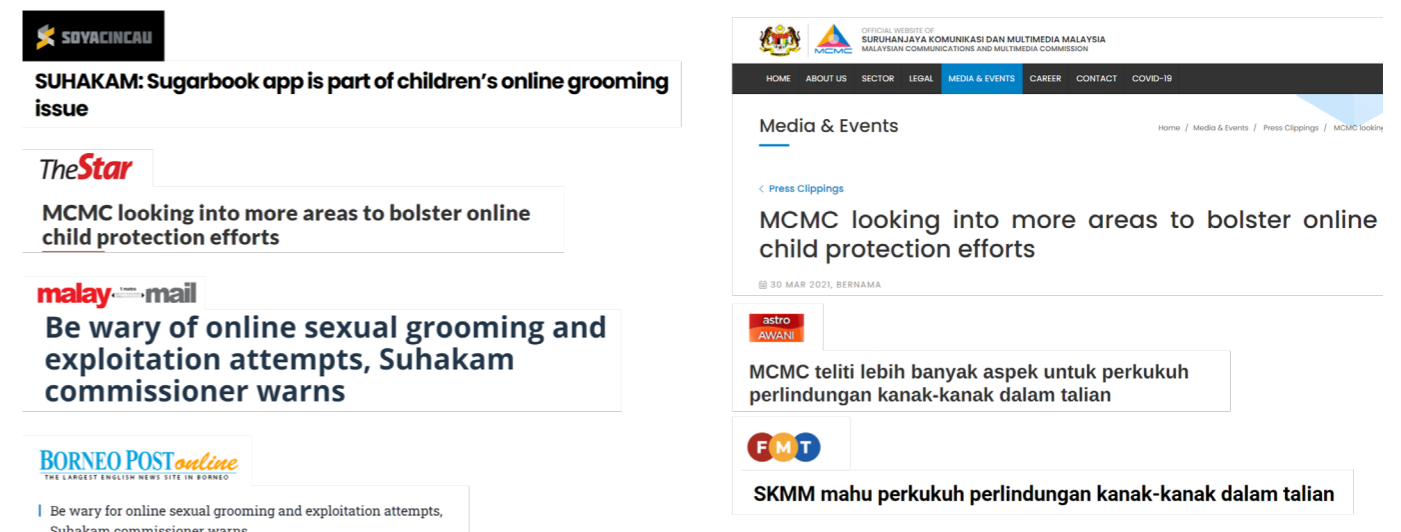 SOYACINCAU
SUHAKAM: Sugarbook app is part of children's online grooming
issue
TheStar
MCMC looking into more areas to bolster online
child protection efforts
malay mail
Be wary of online sexual grooming and
exploitation attempts, Suhakam
commissioner warns
BORNEO POST online
THE LARGEST ENGLISH NEWS SITE IN BORNEO
Be wary for online sexual grooming and exploitation attempts,
Suhakam commissioner warns
MCMC
OFFICIAL WEBSITE OF
SURUHANJAYA KOMUNIKASI DAN MULTIMEDIA MALAYSIA
MALAYSIAN COMMUNICATIONS AND MULTIMEDIA COMMISSION
HOME ABOUT US SECTOR LEGAL MEDIA & EVENTS CAREER CONTACT COVID-19
Media & Events
Home / Media & Events / Press Clippings / MCMC looking
< Press Clippings
MCMC looking into more areas to bolster online
child protection efforts
30 MAR 2021, BERNAMA
astro
AWANI
MCMC teliti lebih banyak aspek untuk perkukuh
perlindungan kanak-kanak dalam talian
FMT
SKMM mahu perkukuh perlindungan kanak-kanak dalam talian